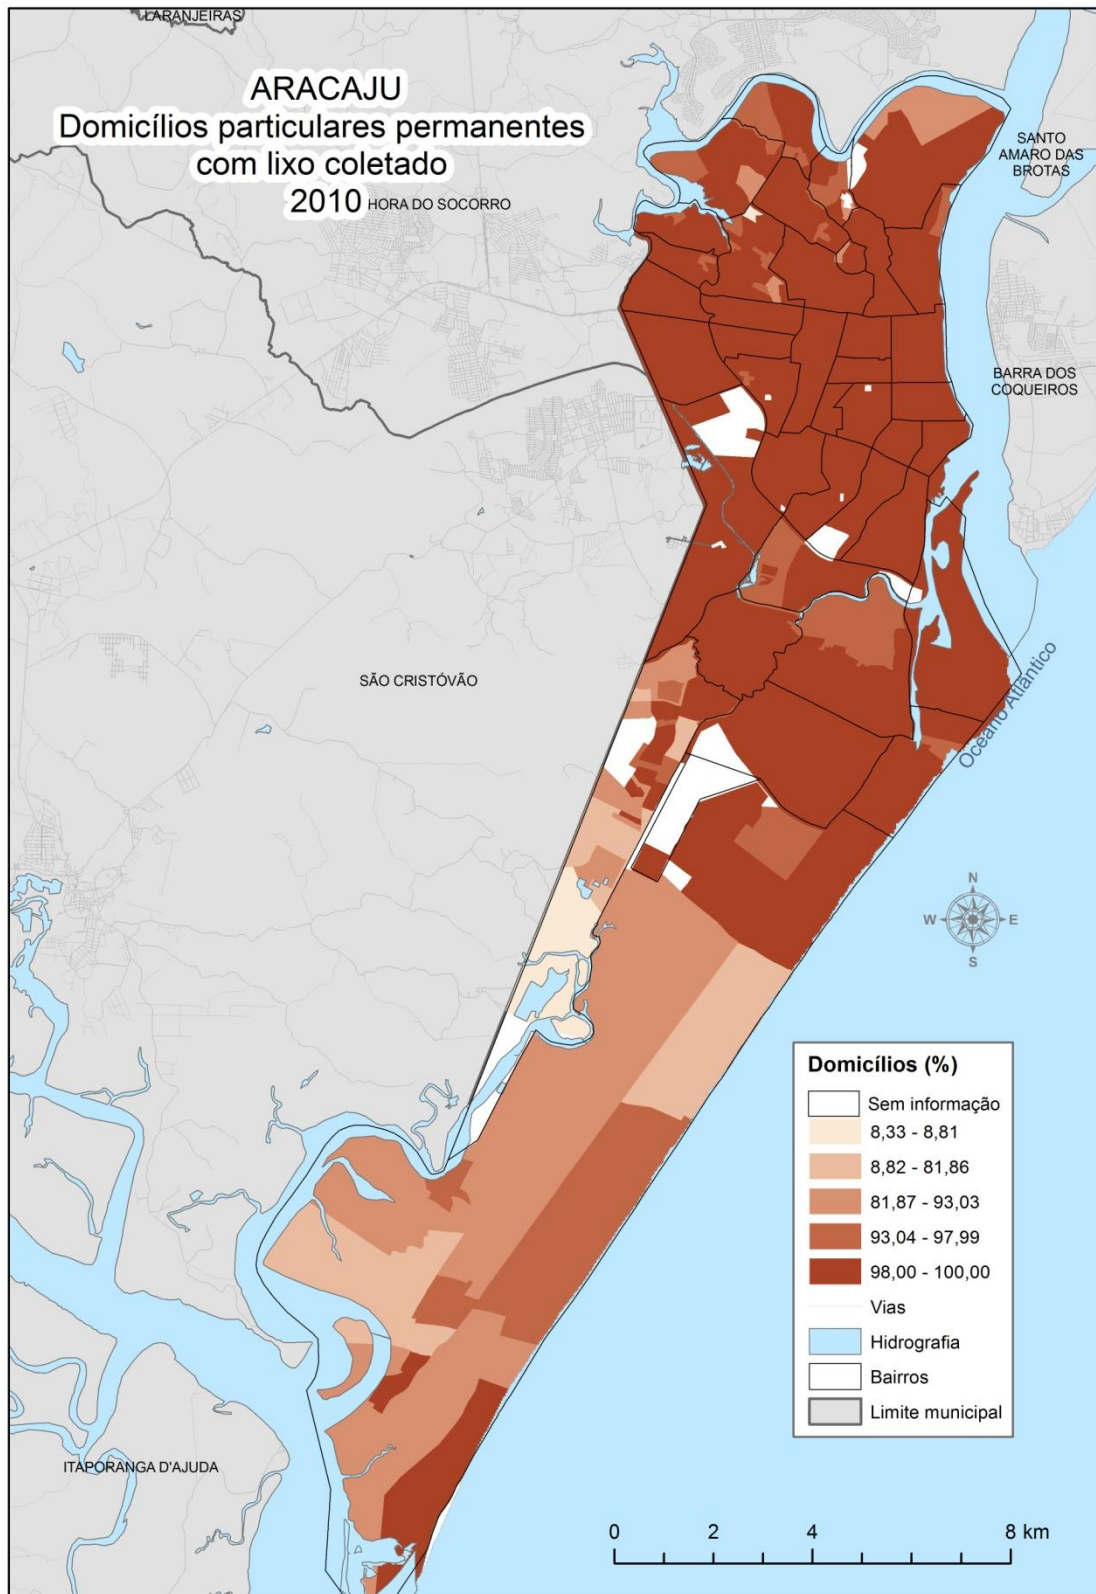 LARANJEIRAS
ARACAJU
Domicílios particulares permanentes
com lixo coletado
2010
HORA DO SOCORRO
SANTO
AMARO DAS
BROTAS
BARRA DOS
COQUEIROS
SÃO CRISTÓVÃO
Oceano Atlântico
N
W
E
S
Domicílios (%)
Sem informação
8,33 - 8,81
8,82 - 81,86
81,87 - 93,03
93,04 - 97,99
98,00 - 100,00
Vias
Hidrografia
Bairros
Limite municipal
ITAPORANGA D'AJUDA
0 2 4 8 km